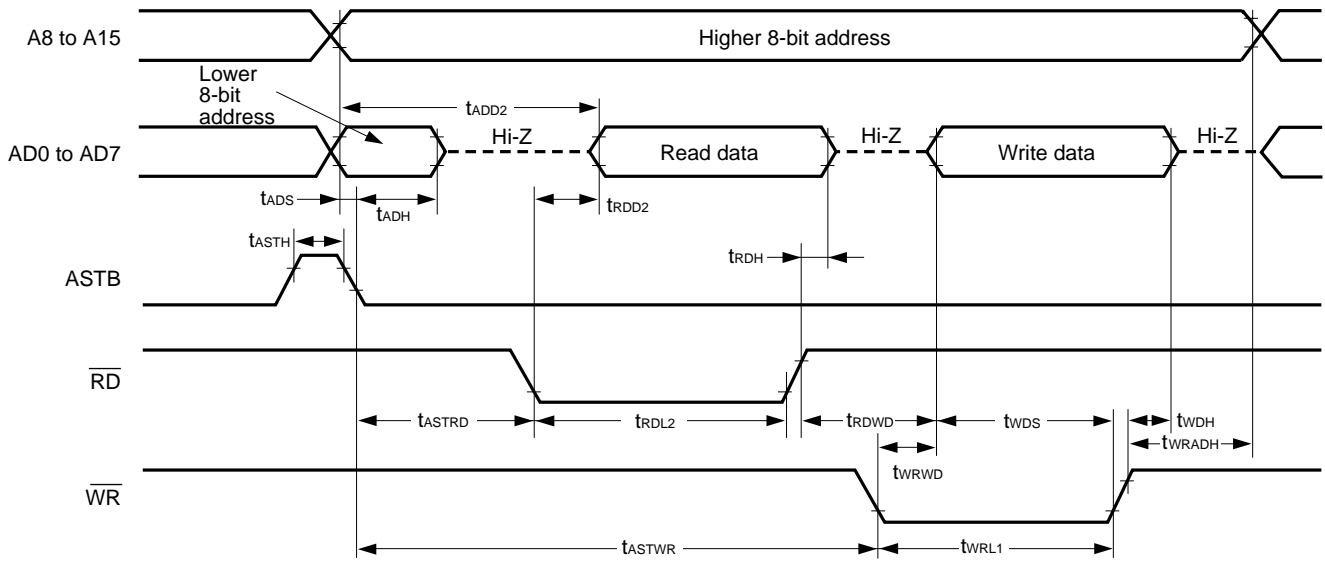 A8 to A15
Higher 8-bit address
Lower
8-bit
address
tADD2
AD0 to AD7
Hi-Z
Read data
Hi-Z
Write data
Hi-Z
tADS
tADH
tRDD2
tASTH
tRDH
ASTB
RD
tASTRD
tRDL2
tRDWD
tWDS
tWDH
tWRADH
tWRWD
WR
tASTWR
tWRL1